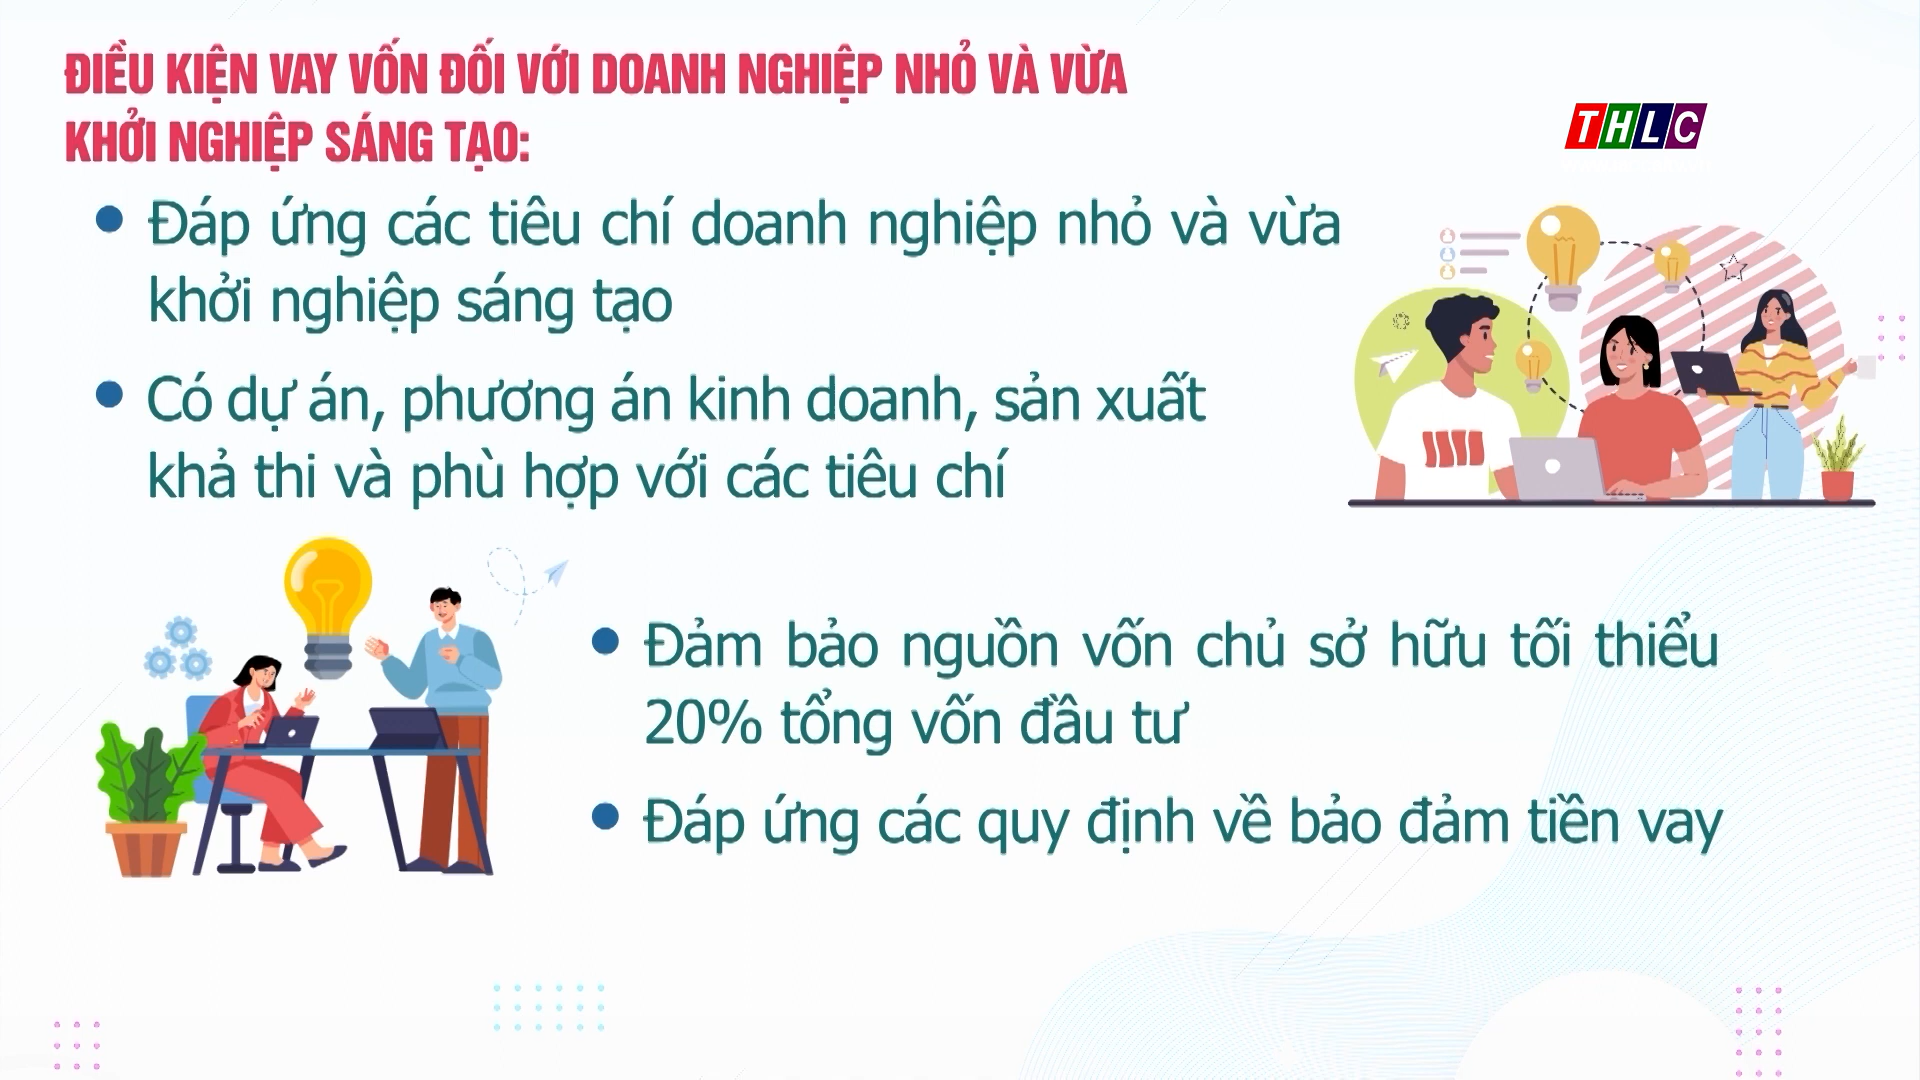 ĐIỀU KIỆN VAY VỐN ĐỐI VỚI DOANH NGHIỆP NHỎ VÀ VỪA
KHỞI NGHIỆP SÁNG TẠO:
THLC
Đáp ứng các tiêu chí doanh nghiệp nhỏ và vừa
khởi nghiệp sáng tạo
Có dự án, phương án kinh doanh, sản xuất
khả thi và phù hợp với các tiêu chí
Đảm bảo nguồn vốn chủ sở hữu tối thiểu
20% tổng vốn đầu tư
Đáp ứng các quy định về bảo đảm tiền vay